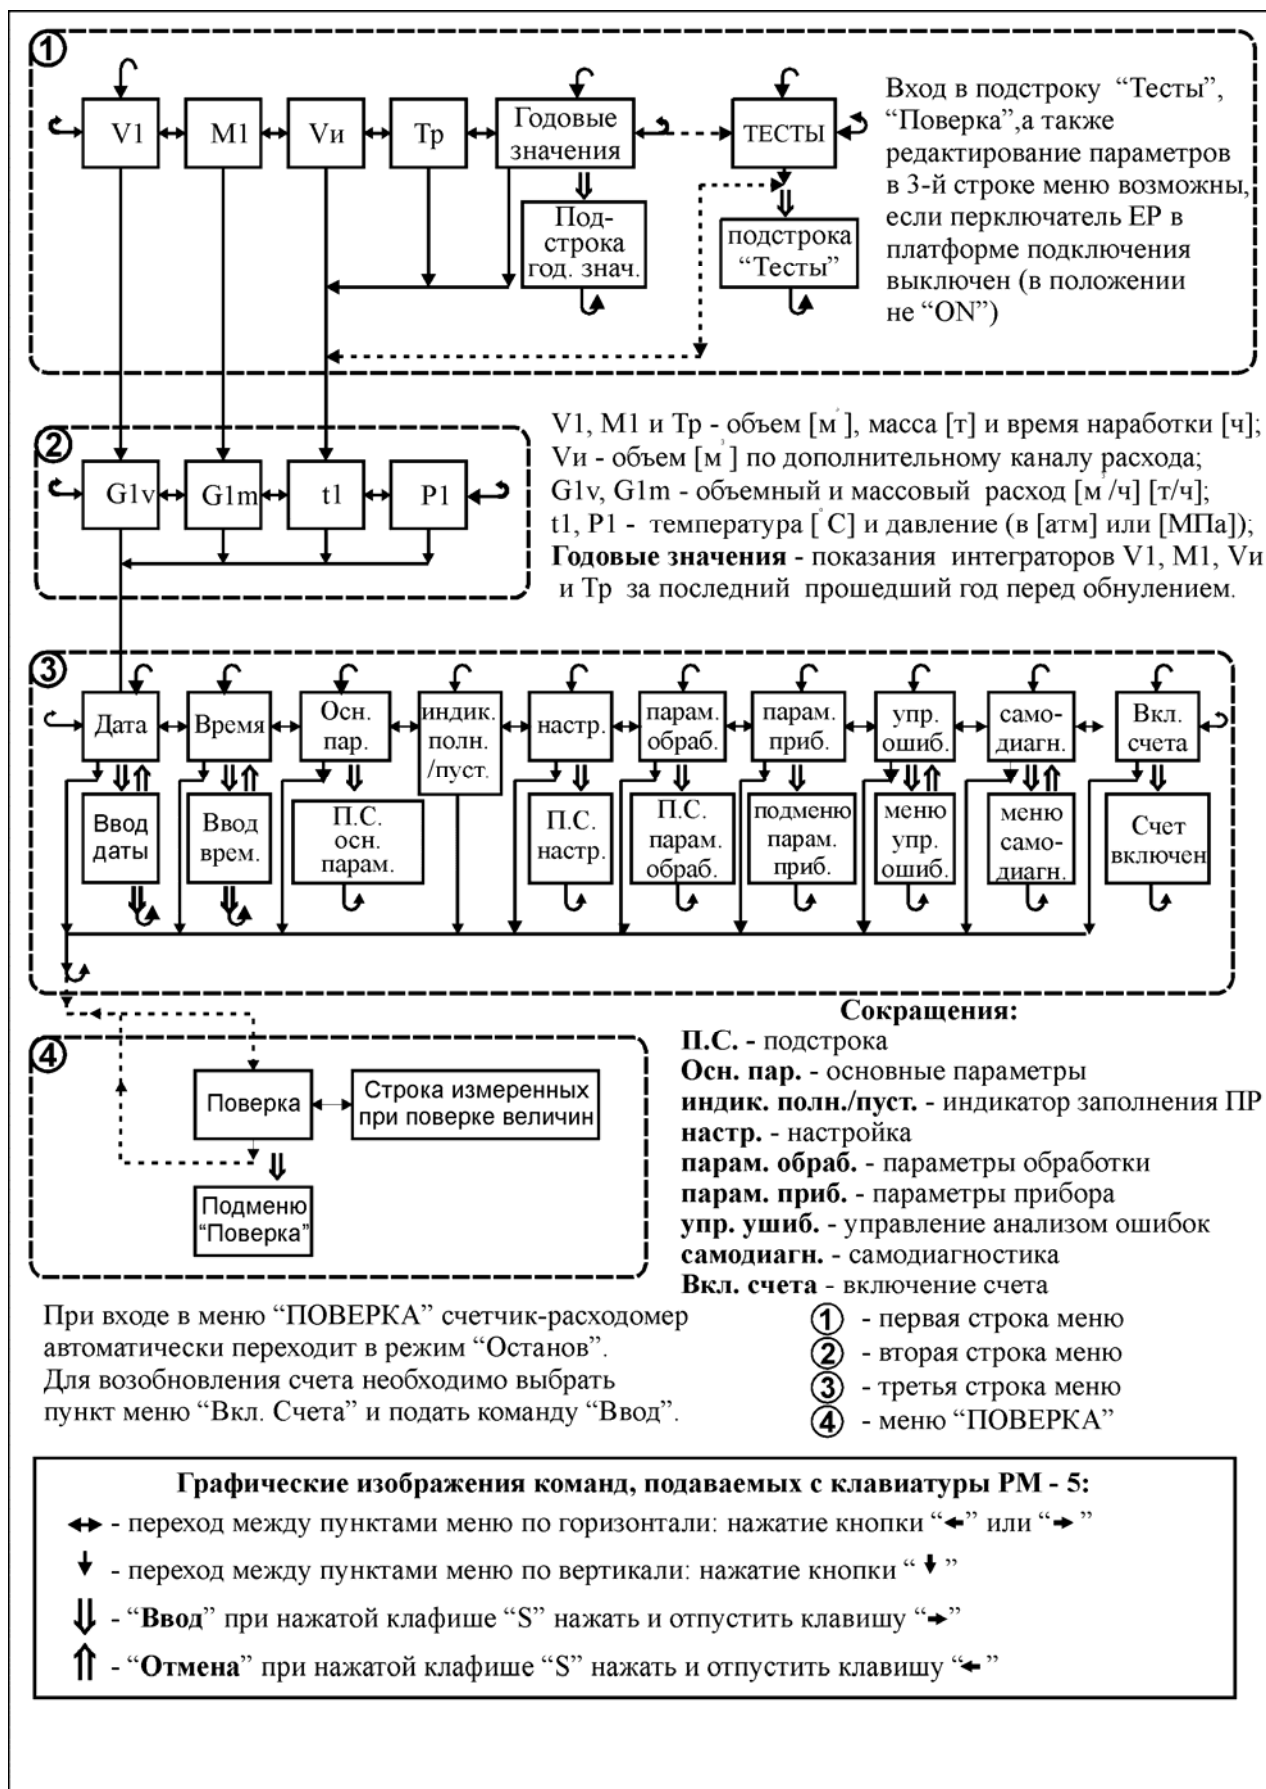 1
V1
М1
Vи
Тр
Годовые
значения
ТЕСТЫ
Под-
строка
год. знач.
подстрока
“Тесты”
Вход в подстроку “Тесты”,
“Поверка”,а также
редактирование параметров
в 3-й строке меню возможны,
если перключатель ЕР в
платформе подключения
выключен (в положении
не “ON”)
2
G1v
G1m
t1
P1
V1, М1 и Тр - объем [м³], масса [т] и время наработки [ч];
Vи - объем [м³] по дополнительному каналу расхода;
G1v, G1m - объемный и массовый расход [м³/ч] [т/ч];
t1, P1 - температура [°C] и давление (в [атм] или [МПа]);
Годовые значения - показания интеграторов V1, М1, Vи
и Тр за последний прошедший год перед обнулением.
3
Дата
Время
Осн.
пар.
индик.
полн.
/пуст.
настр.
парам.
обраб.
парам.
приб.
упр.
ошиб.
само-
диагн.
Вкл.
счета
Ввод
даты
Ввод
врем.
П.С.
осн.
парам.
П.С.
настр.
П.С.
парам.
обраб.
подменю
парам.
приб.
меню
упр.
ошиб.
меню
само-
диагн.
Счет
включен
4
Поверка
Строка измеренных
при поверке величин
Подменю
“Поверка”
Сокращения:
П.С. - подстрока
Осн. пар. - основные параметры
индик. полн./пуст. - индикатор заполнения ПР
настр. - настройка
парам. обраб. - параметры обработки
парам. приб. - параметры прибора
упр. ушиб. - управление анализом ошибок
самодиагн. - самодиагностика
Вкл. счета - включение счета
1 - первая строка меню
2 - вторая строка меню
3 - третья строка меню
4 - меню “ПОВЕРКА”
При входе в меню “ПОВЕРКА” счетчик-расходомер
автоматически переходит в режим “Останов”.
Для возобновления счета необходимо выбрать
пункт меню “Вкл. Счета” и подать команду “Ввод”.
Графические изображения команд, подаваемых с клавиатуры РМ - 5:
↔ - переход между пунктами меню по горизонтали: нажатие кнопки “←” или “→”
↓ - переход между пунктами меню по вертикали: нажатие кнопки “ ↓ ”
⇓ - “Ввод” при нажатой клафише “S” нажать и отпустить клавишу “→”
⇑ - “Отмена” при нажатой клафише “S” нажать и отпустить клавишу “← ”